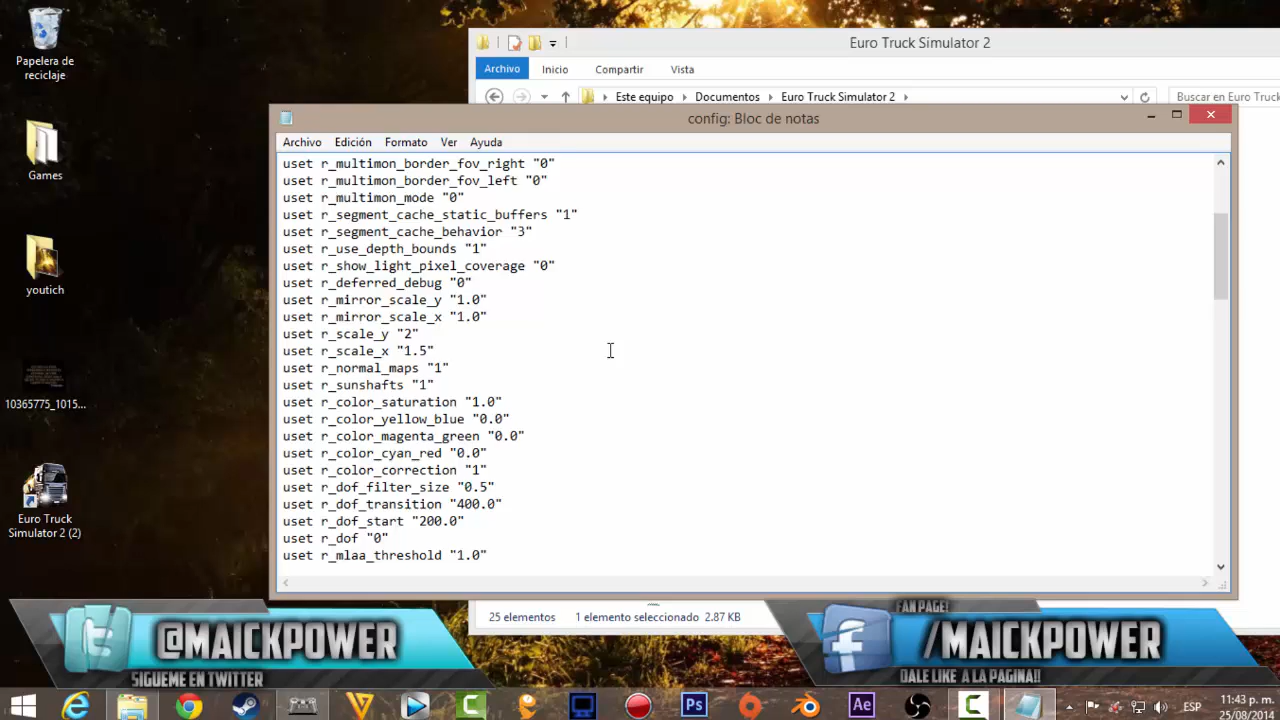 Papelera de
reciclaje
Games
youtich
10365775_1015...
Euro Truck
Simulator 2 (2)
Euro Truck Simulator 2
Archivo Inicio Compartir Vista
Este equipo Documentos Euro Truck Simulator 2
Buscar en Euro Truck
config: Bloc de notas
Archivo Edición Formato Ver Ayuda
uset r_multimon_border_fov_right "0"
uset r_multimon_border_fov_left "0"
uset r_multimon_mode "0"
uset r_segment_cache_static_buffers "1"
uset r_segment_cache_behavior "3"
uset r_use_depth_bounds "1"
uset r_show_light_pixel_coverage "0"
uset r_deferred_debug "0"
uset r_mirror_scale_y "1.0"
uset r_mirror_scale_x "1.0"
uset r_scale_y "2"
uset r_scale_x "1.5"
uset r_normal_maps "1"
uset r_sunshafts "1"
uset r_color_saturation "1.0"
uset r_color_yellow_blue "0.0"
uset r_color_magenta_green "0.0"
uset r_color_cyan_red "0.0"
uset r_color_correction "1"
uset r_dof_filter_size "0.5"
uset r_dof_transition "400.0"
uset r_dof_start "200.0"
uset r_dof "0"
uset r_mlaa_threshold "1.0"
25 elementos 1 elemento seleccionado 2.87 KB
@MAICKPOWER
SIGUEME EN TWITTER
FAN PAGE!
/MAICKPOWER
DALE LIKE A LA PAGINA!!
Ps
Ae
ESP
11:43 p. m.
25/08/2014